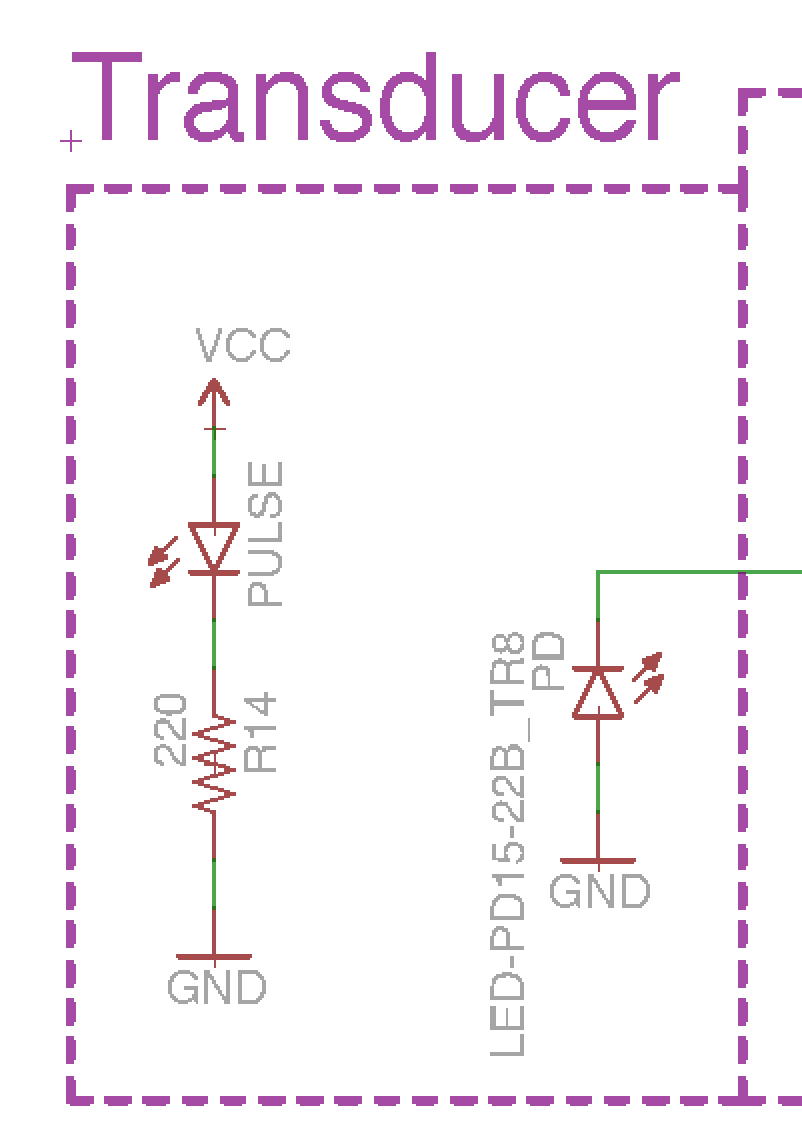 Transducer
VCC
PULSE
220
R14
GND
LED-PD15-22B_TR8
PD
GND